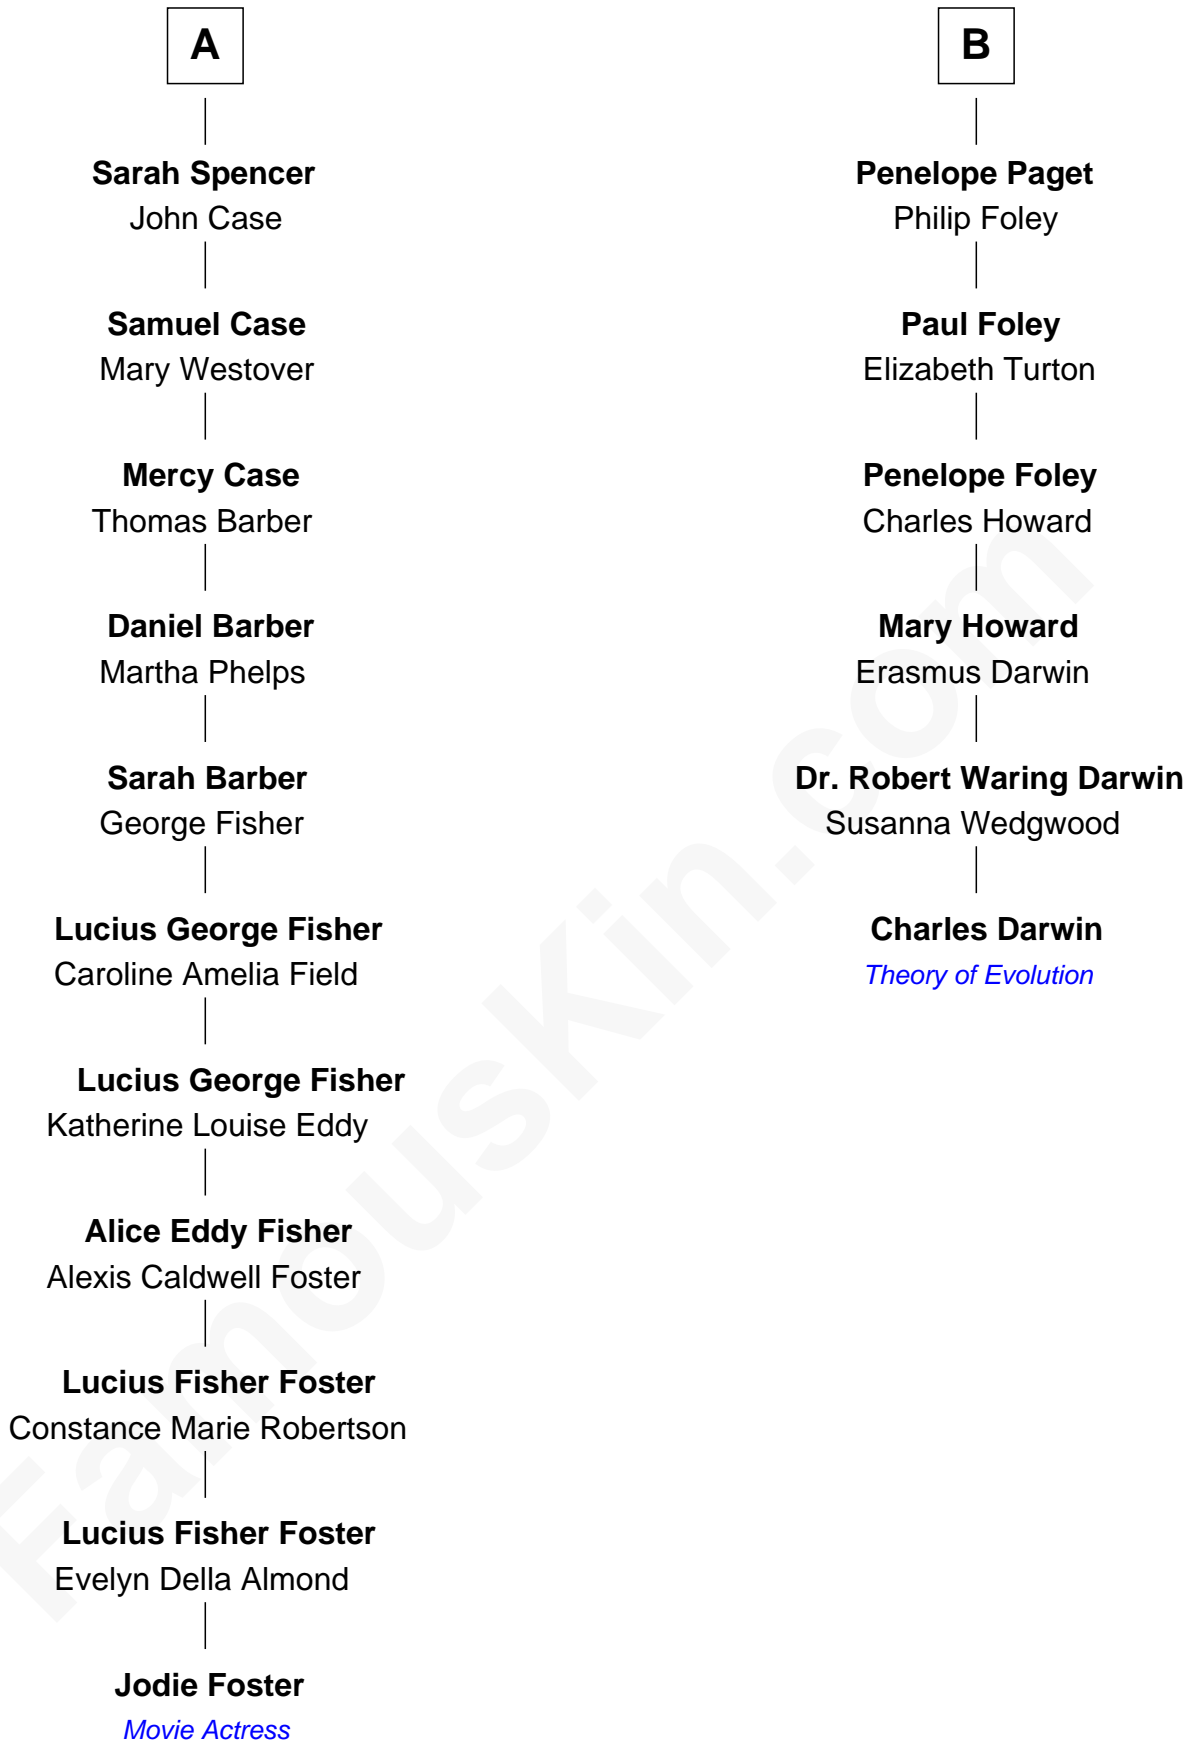 A
Sarah Spencer
John Case
Samuel Case
Mary Westover
Mercy Case
Thomas Barber
Daniel Barber
Martha Phelps
Sarah Barber
George Fisher
Lucius George Fisher
Caroline Amelia Field
Lucius George Fisher
Katherine Louise Eddy
Alice Eddy Fisher
Alexis Caldwell Foster
Lucius Fisher Foster
Constance Marie Robertson
Lucius Fisher Foster
Evelyn Della Almond
Jodie Foster
Movie Actress
B
Penelope Paget
Philip Foley
Paul Foley
Elizabeth Turton
Penelope Foley
Charles Howard
Mary Howard
Erasmus Darwin
Dr. Robert Waring Darwin
Susanna Wedgwood
Charles Darwin
Theory of Evolution
FamousKin.com